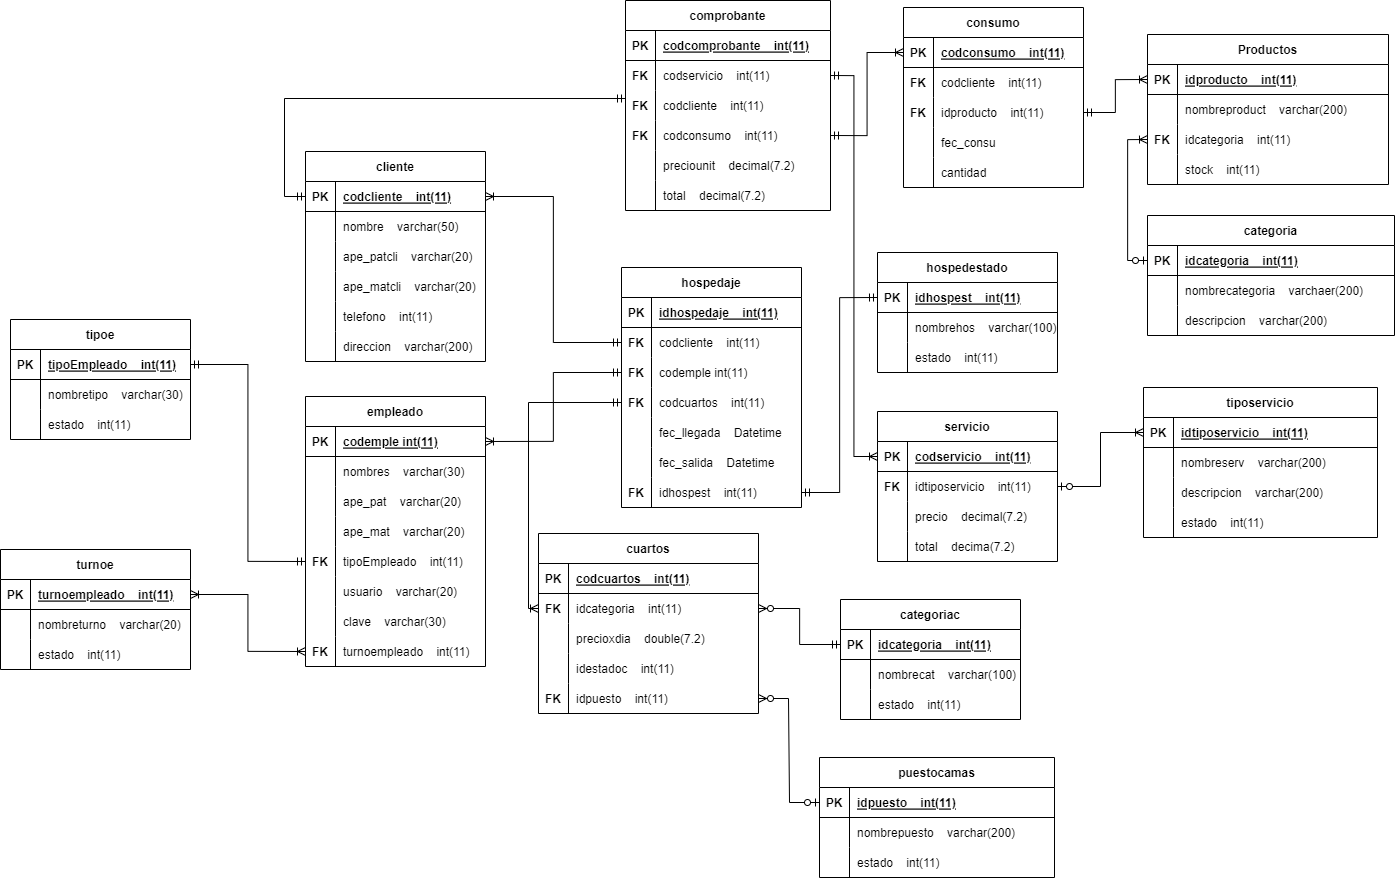 comprobante
PK codcomprobante int(11)
FK codservicio int(11)
FK codcliente int(11)
FK codconsumo int(11)
preciounit decimal(7.2)
total decimal(7.2)
consumo
PK codconsumo int(11)
FK codcliente int(11)
FK idproducto int(11)
fec_consu
cantidad
Productos
PK idproducto int(11)
nombreproduct varchar(200)
FK idcategoria int(11)
stock int(11)
cliente
PK codcliente int(11)
nombre varchar(50)
ape_patcli varchar(20)
ape_matcli varchar(20)
telefono int(11)
direccion varchar(200)
categoria
PK idcategoria int(11)
nombrecategoria varchaer(200)
descripcion varchar(200)
hospedaje
PK idhospedaje int(11)
FK codcliente int(11)
FK codemple int(11)
FK codcuartos int(11)
fec_llegada Datetime
fec_salida Datetime
FK idhospest int(11)
hospedestado
PK idhospest int(11)
nombrehos varchar(100)
estado int(11)
tipoe
PK tipoEmpleado int(11)
nombretipo varchar(30)
estado int(11)
empleado
PK codemple int(11)
nombres varchar(30)
ape_pat varchar(20)
ape_mat varchar(20)
FK tipoEmpleado int(11)
usuario varchar(20)
clave varchar(30)
FK turnoempleado int(11)
servicio
PK codservicio int(11)
FK idtiposervicio int(11)
precio decimal(7.2)
total decima(7.2)
tiposervicio
PK idtiposervicio int(11)
nombreserv varchar(200)
descripcion varchar(200)
estado int(11)
turnoe
PK turnoempleado int(11)
nombreturno varchar(20)
estado int(11)
cuartos
PK codcuartos int(11)
FK idcategoria int(11)
precioxdia double(7.2)
idestadoc int(11)
FK idpuesto int(11)
categoriac
PK idcategoria int(11)
nombrecat varchar(100)
estado int(11)
puestocamas
PK idpuesto int(11)
nombrepuesto varchar(200)
estado int(11)